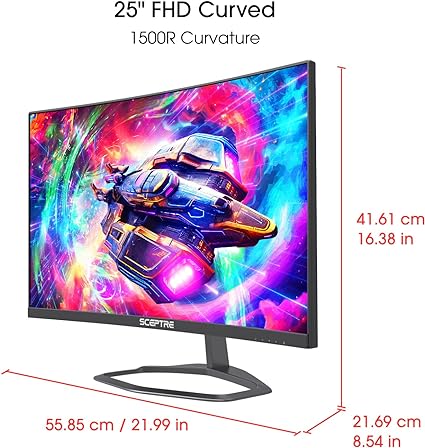 25" FHD Curved
1500R Curvature
41.61 cm
16.38 in
SCEPTRE
55.85 cm / 21.99 in
21.69 cm
8.54 in